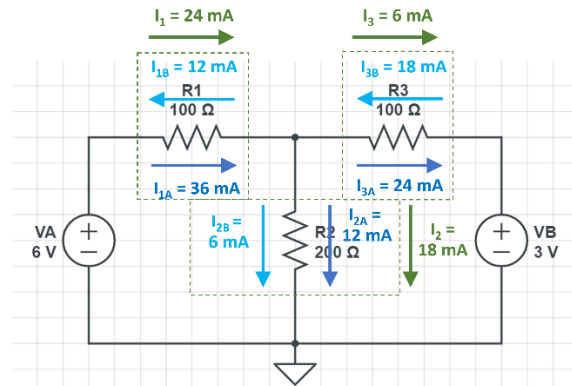 I1 = 24 mA
I3 = 6 mA
I1B = 12 mA
I3B = 18 mA
R1
100 Ω
R3
100 Ω
I1A = 36 mA
I3A = 24 mA
VA
6 V
I2B =
6 mA
R2
200 Ω
I2A =
12 mA
I2 =
18 mA
VB
3 V